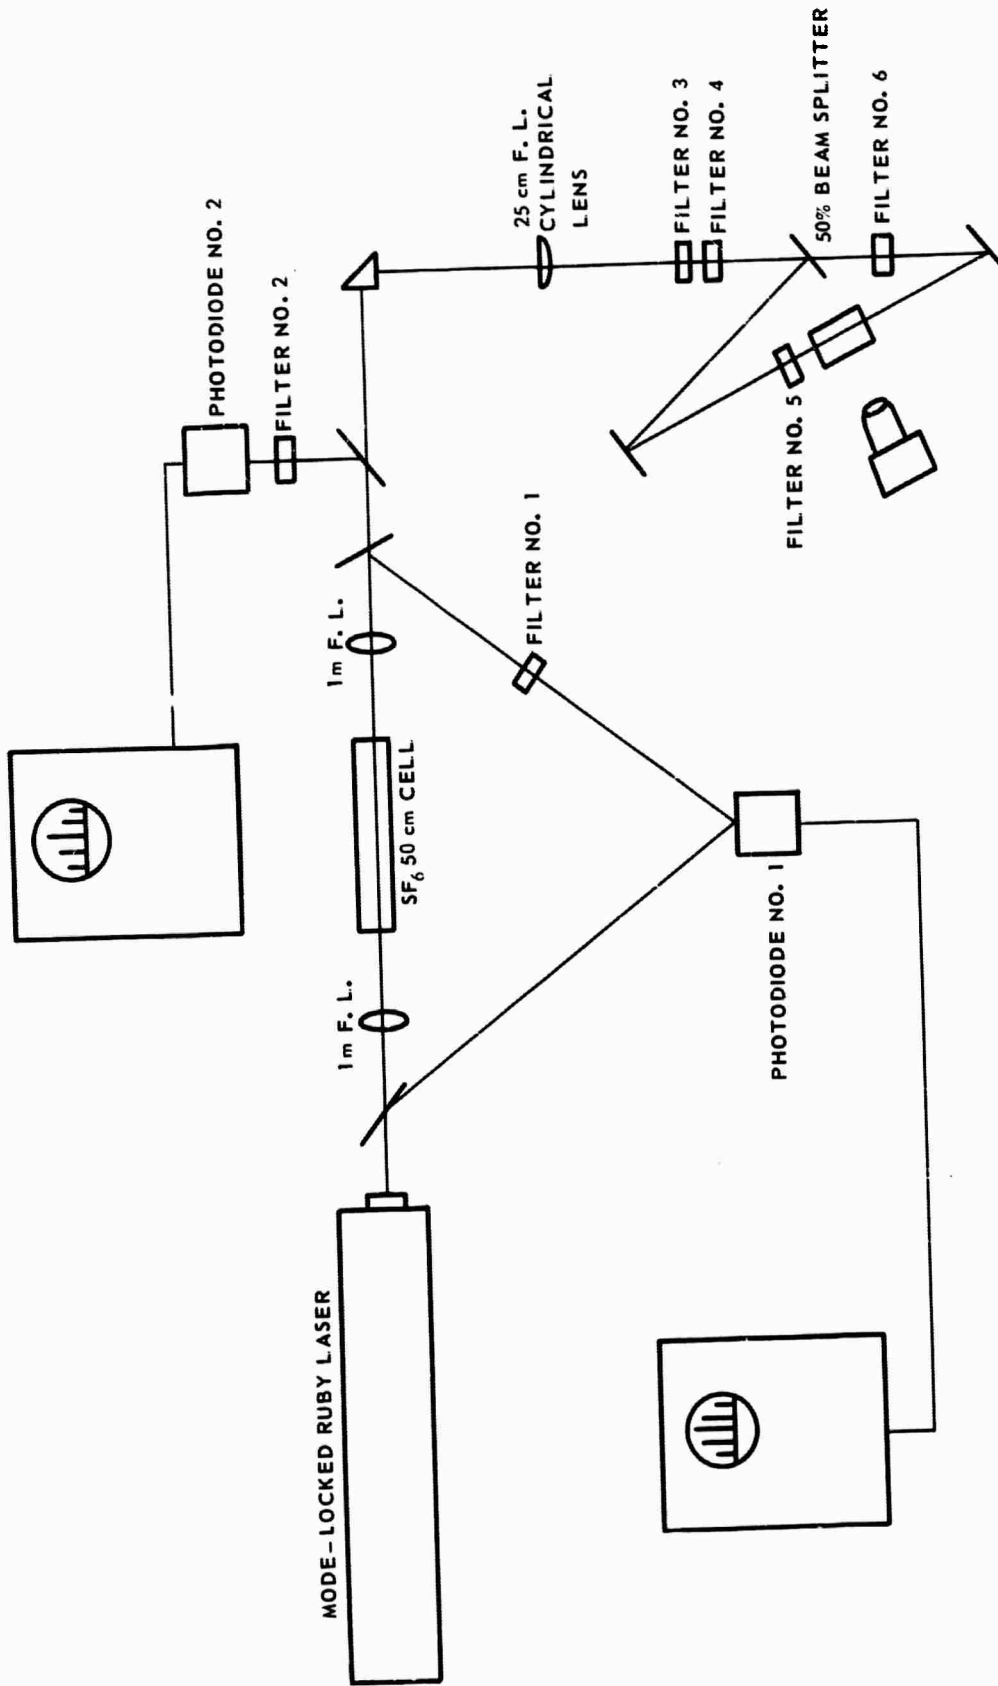 MODE-LOCKED RUBY LASER
1m F. L.
SF6 50 cm CELL
1m F. L.
PHOTODIODE NO. 2
FILTER NO. 2
25 cm F. L.
CYLINDRICAL
LENS
FILTER NO. 3
FILTER NO. 4
50% BEAM SPLITTER
FILTER NO. 6
FILTER NO. 5
FILTER NO. 1
PHOTODIODE NO. 1